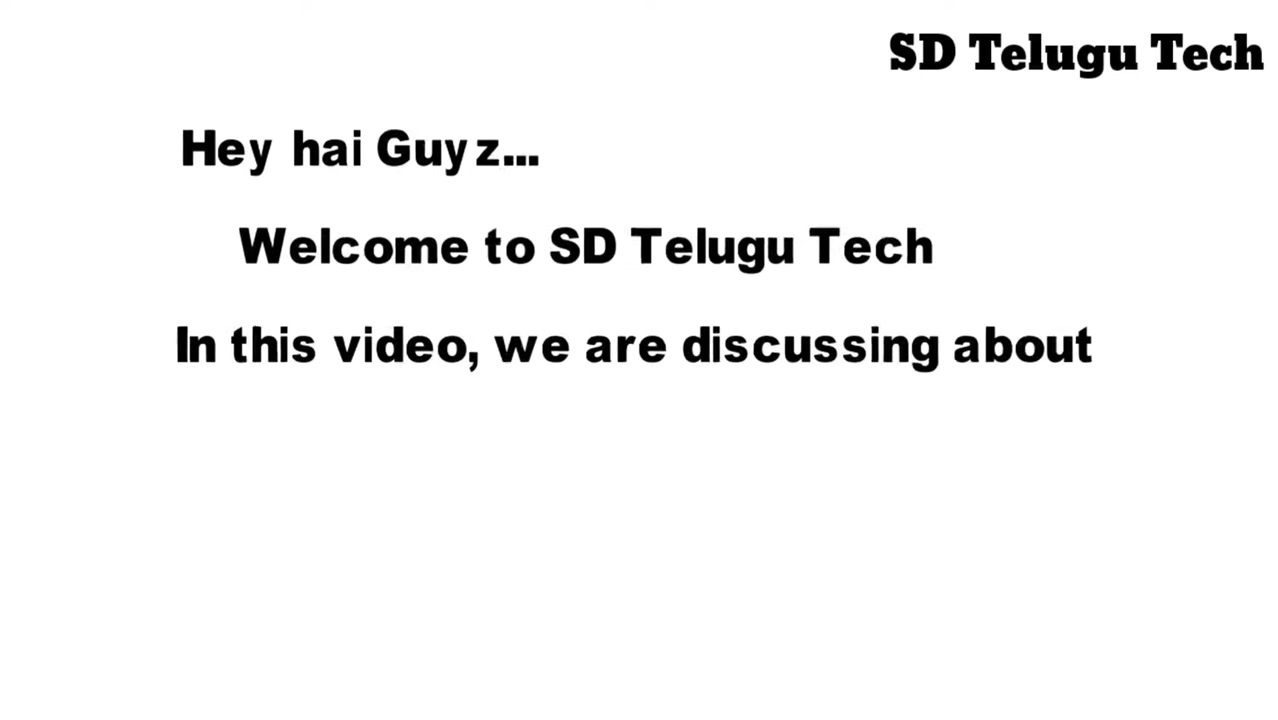 SD Telugu Tech
Hey hai Guyz...
Welcome to SD Telugu Tech
In this video, we are discussing about